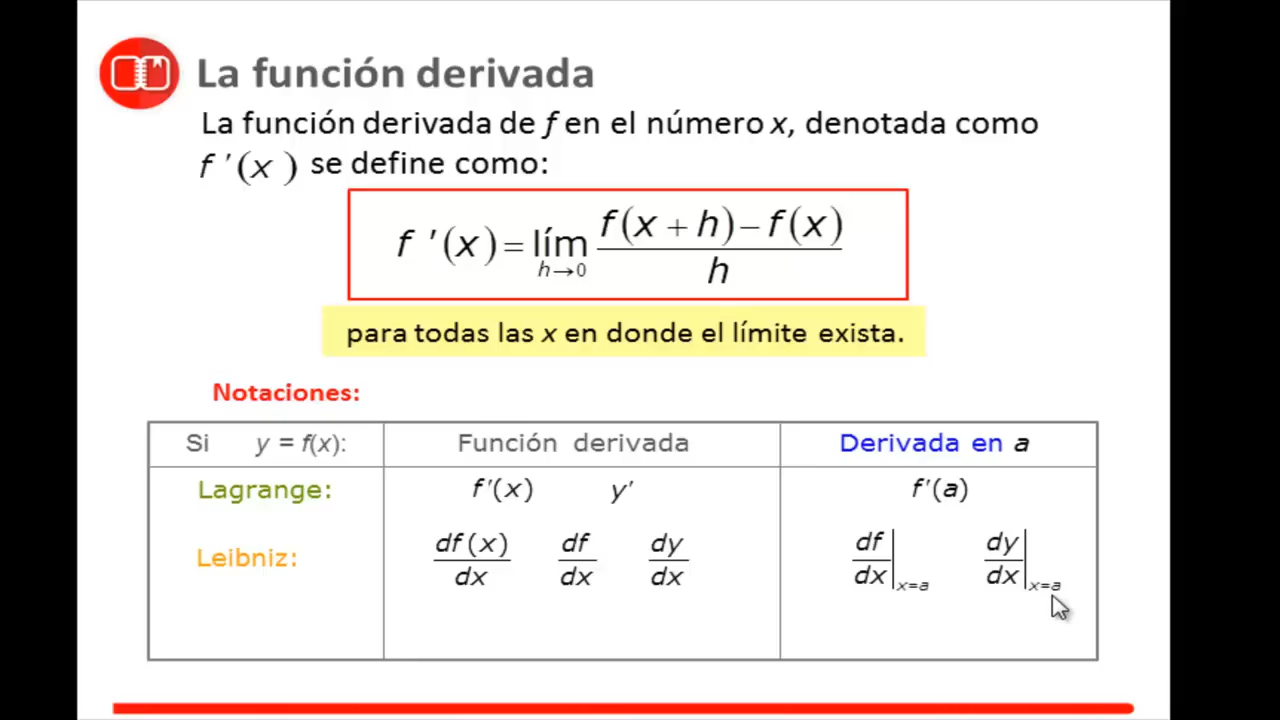 La función derivada
La función derivada de f en el número x, denotada como
f '(x) se define como:
f '(x) = lím h→0 f(x + h) − f(x) / h
para todas las x en donde el límite exista.
Notaciones:
Si y = f(x): Función derivada Derivada en a
Lagrange: f'(x) y' f'(a)
Leibniz: df(x)/dx df/dx dy/dx df/dx|x=a dy/dx|x=a